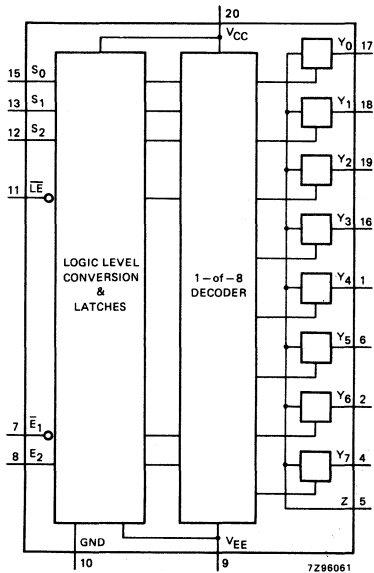 20
VCC
15 S0
13 S1
12 S2
11 LE
LOGIC LEVEL
CONVERSION
&
LATCHES
1-of-8
DECODER
7 E1
8 E2
GND
10
VEE
9
Y0 17
Y1 18
Y2 19
Y3 16
Y4 1
Y5 6
Y6 2
Y7 4
Z 5
7Z96061